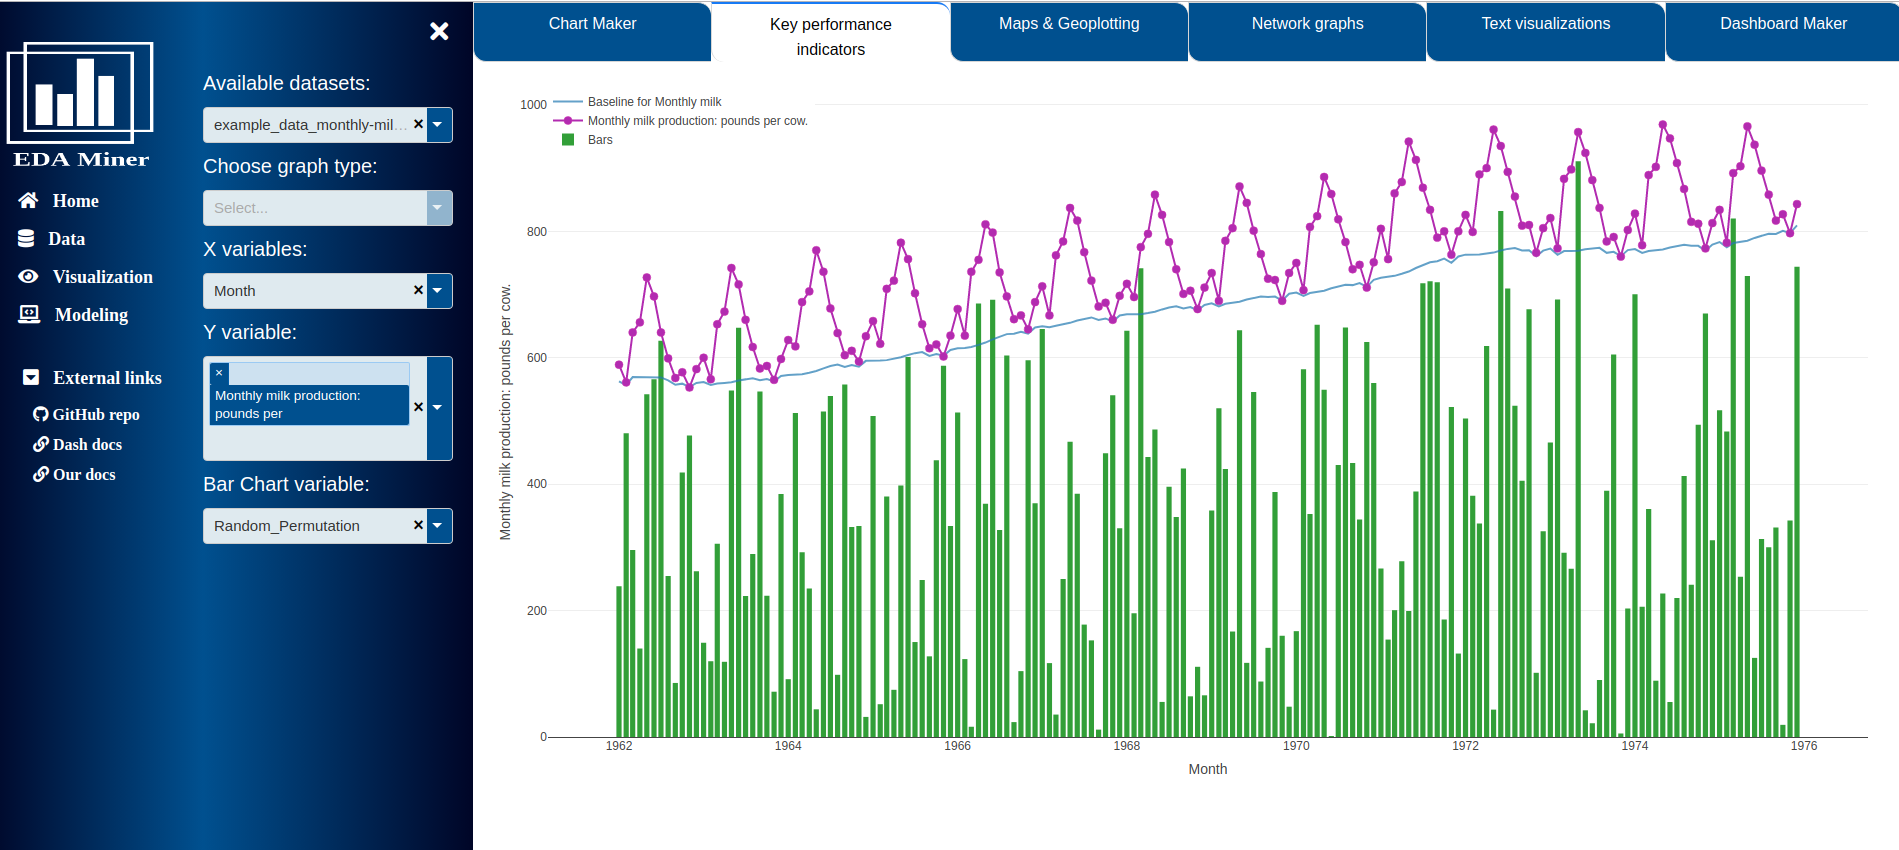 EDA Miner
Home
Data
Visualization
Modeling
External links
GitHub repo
Dash docs
Our docs
Available datasets:
example_data_monthly-mil...
Choose graph type:
Select...
X variables:
Month
Y variable:
Monthly milk production:
pounds per
Bar Chart variable:
Random_Permutation
Chart Maker
Key performance
indicators
Maps & Geoplotting
Network graphs
Text visualizations
Dashboard Maker
Baseline for Monthly milk
Monthly milk production: pounds per cow.
Bars
Monthly milk production: pounds per cow.
1000
800
600
400
200
0
1962 1964 1966 1968 1970 1972 1974 1976
Month